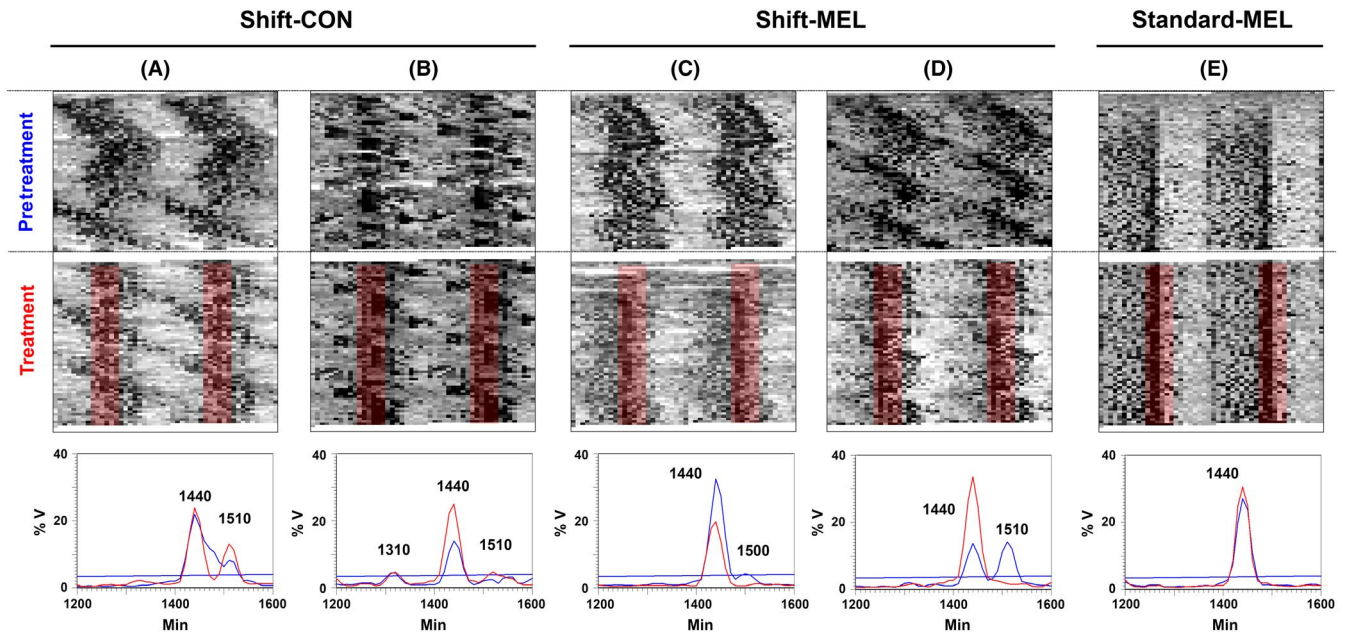 Shift-CON Shift-MEL Standard-MEL
(A) (B) (C) (D) (E)
Pretreatment
Treatment
40 40 40 40 40
1440 1440 1440 1440
1510 1440 1510
% V 20 % V 20 % V 20 % V 20 % V 20
1310 1510 1500
0 0 0 0 0
1200 1400 1600 1200 1400 1600 1200 1400 1600 1200 1400 1600 1200 1400 1600
Min Min Min Min Min